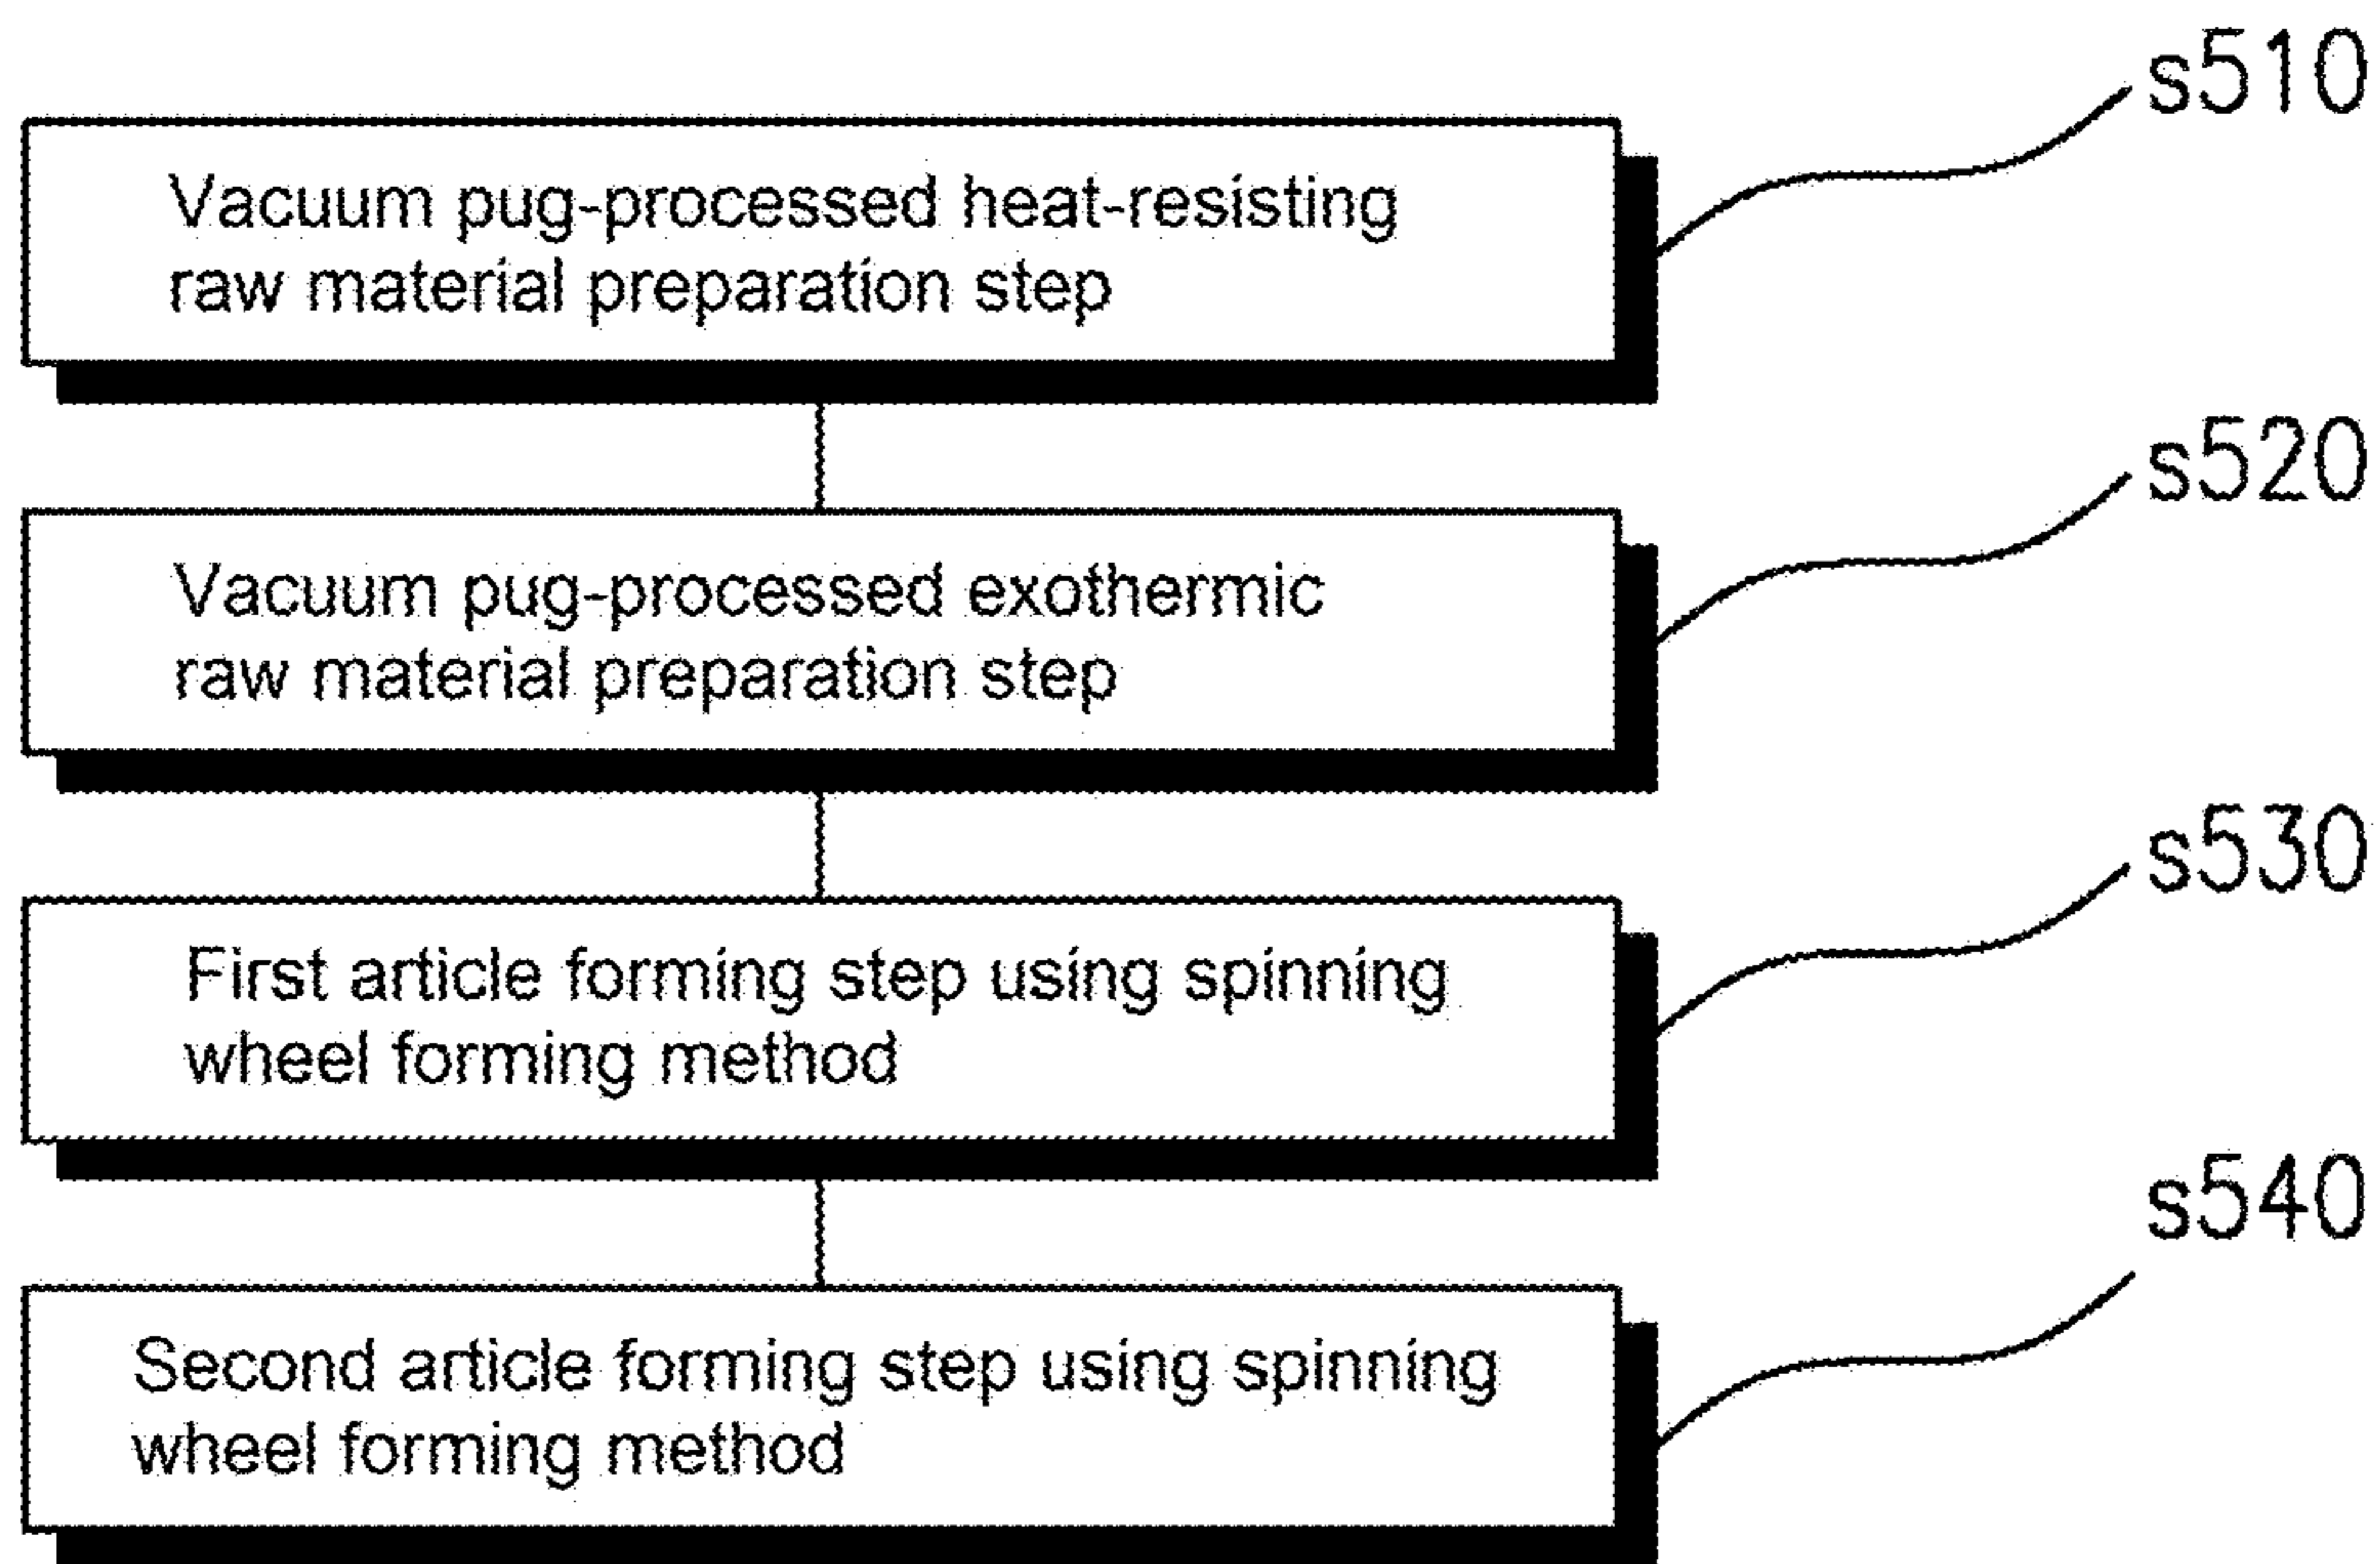 s510
Vacuum pug-processed heat-resisting
raw material preparation step
s520
Vacuum pug-processed exothermic
raw material preparation step
s530
First article forming step using spinning
wheel forming method
s540
Second article forming step using spinning
wheel forming method